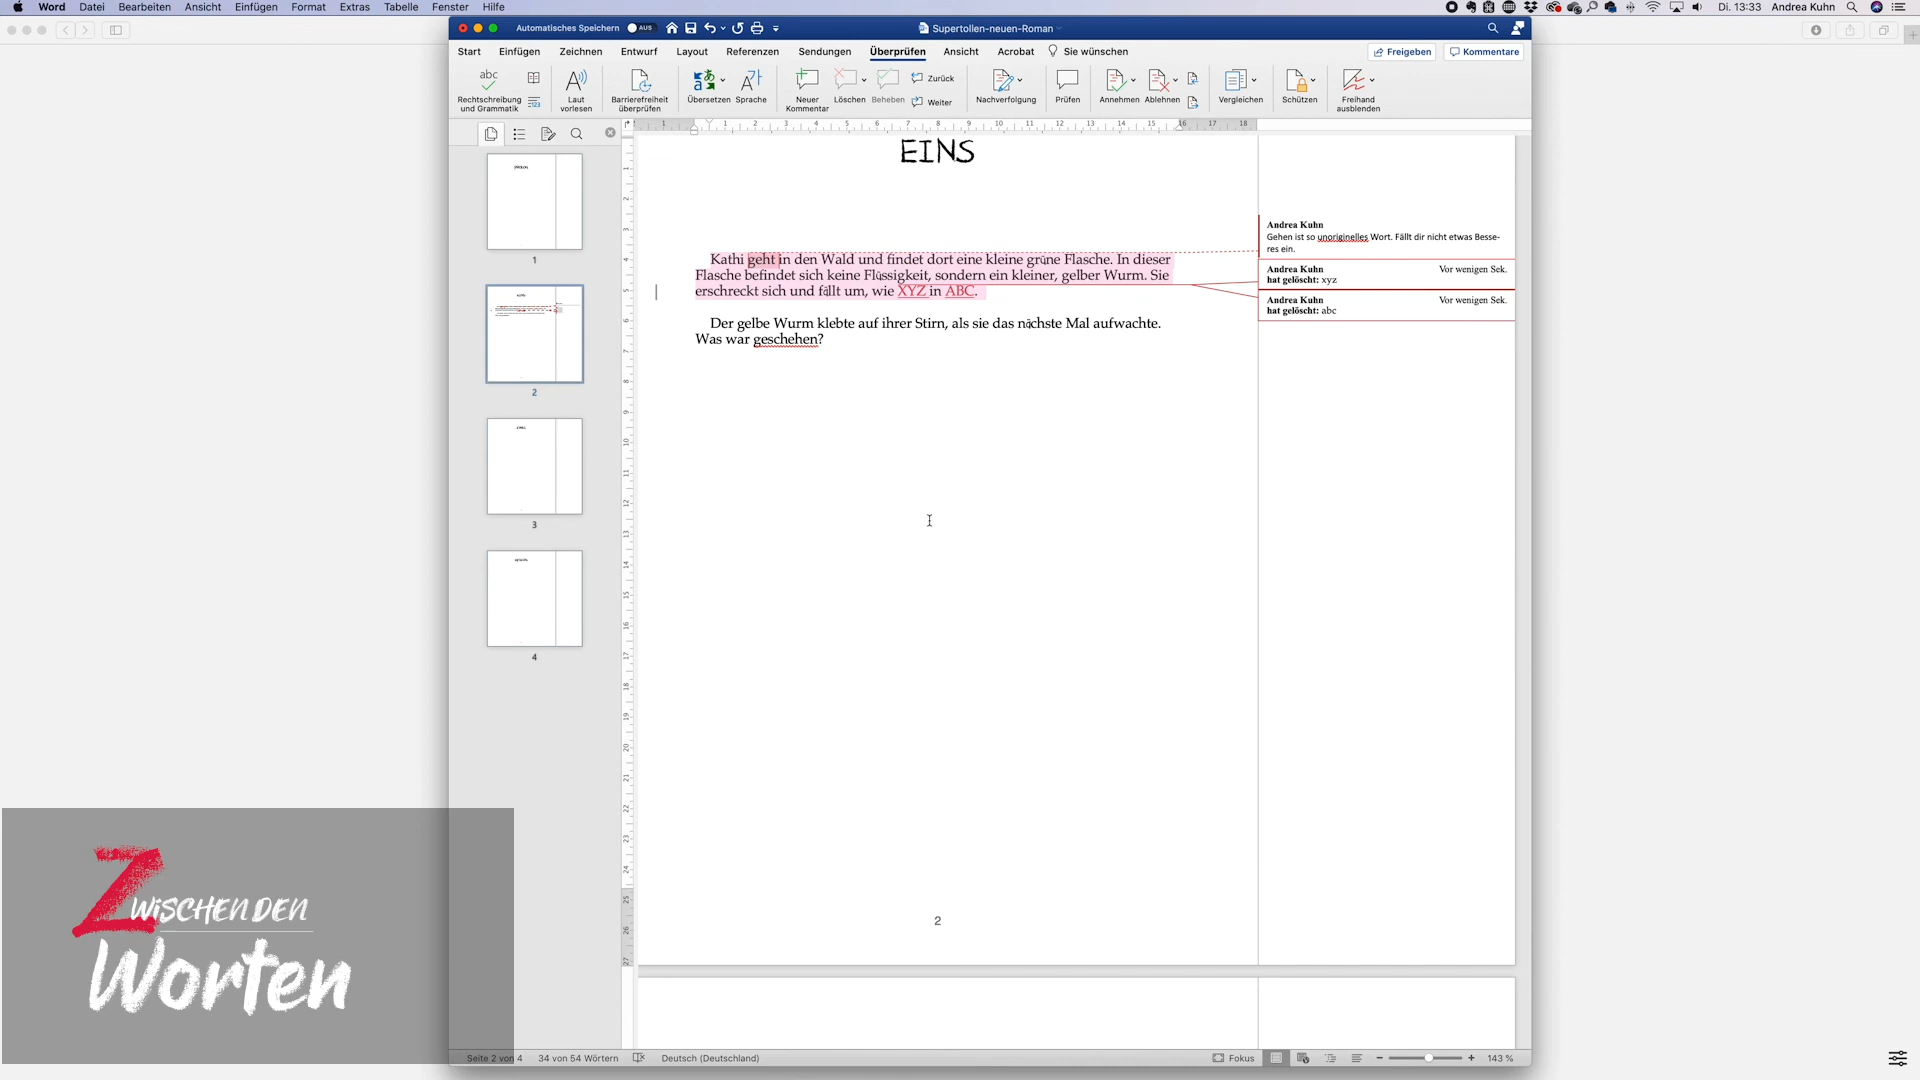 Word Datei Bearbeiten Ansicht Einfügen Format Extras Tabelle Fenster Hilfe Di. 13:33 Andrea Kuhn
Automatisches Speichern AUS Supertollen-neuen-Roman
Start Einfügen Zeichnen Entwurf Layout Referenzen Sendungen Überprüfen Ansicht Acrobat Sie wünschen Freigeben Kommentare
Rechtschreibung und Grammatik
Laut vorlesen
Barrierefreiheit überprüfen
Übersetzen Sprache
Neuer Kommentar
Löschen Beheben
Zurück
Weiter
Nachverfolgung
Prüfen
Annehmen Ablehnen
Vergleichen
Schützen
Freihand ausblenden
1
2
3
4
EINS
Kathi geht in den Wald und findet dort eine kleine grüne Flasche. In dieser
Flasche befindet sich keine Flüssigkeit, sondern ein kleiner, gelber Wurm. Sie
erschreckt sich und fällt um, wie XYZ in ABC.
Der gelbe Wurm klebte auf ihrer Stirn, als sie das nächste Mal aufwachte.
Was war geschehen?
Andrea Kuhn
Gehen ist so unoriginelles Wort. Fällt dir nicht etwas Besse-
res ein.
Andrea Kuhn Vor wenigen Sek.
hat gelöscht: xyz
Andrea Kuhn Vor wenigen Sek.
hat gelöscht: abc
2
Seite 2 von 4 34 von 54 Wörtern Deutsch (Deutschland) Fokus 143 %
ZWISCHEN DEN
Worten